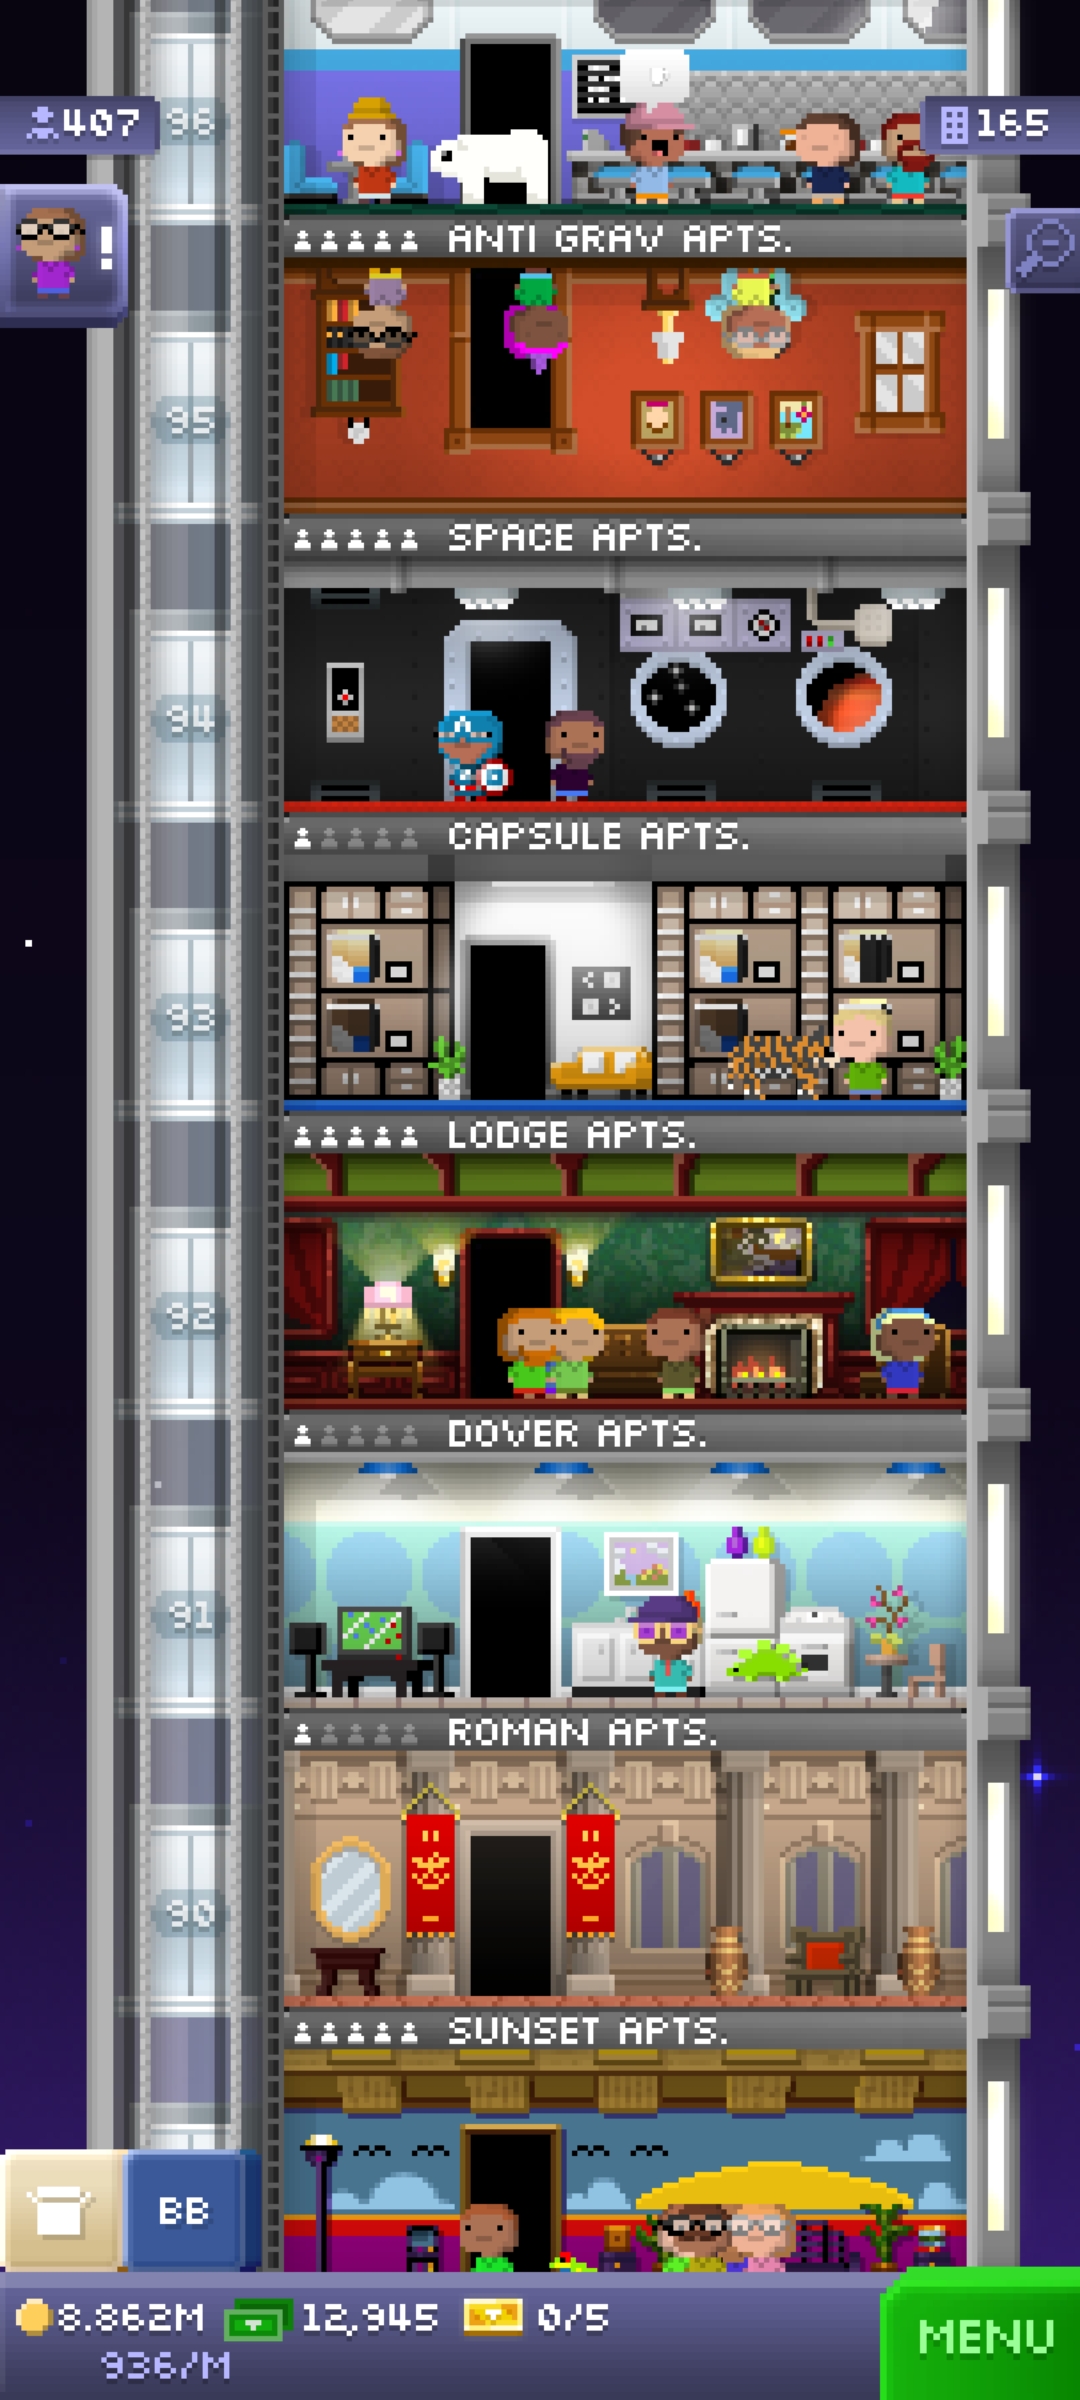 96
407
165
!
ANTI GRAV APTS.
95
SPACE APTS.
94
CAPSULE APTS.
93
LODGE APTS.
92
DOVER APTS.
91
ROMAN APTS.
90
SUNSET APTS.
BB
8.862M 12,945 0/5
936/M
MENU